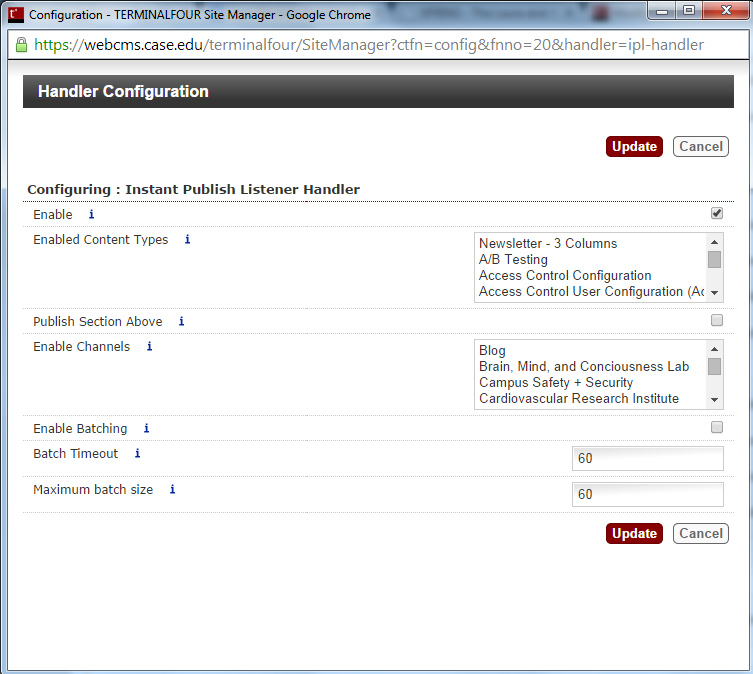 Configuration - TERMINALFOUR Site Manager - Google Chrome
https://webcms.case.edu/terminalfour/SiteManager?ctfn=config&fnno=20&handler=ipl-handler
Handler Configuration
Update Cancel
Configuring : Instant Publish Listener Handler
Enable i
Enabled Content Types i
Newsletter - 3 Columns
A/B Testing
Access Control Configuration
Access Control User Configuration (Ac
Publish Section Above i
Enable Channels i
Blog
Brain, Mind, and Conciousness Lab
Campus Safety + Security
Cardiovascular Research Institute
Enable Batching i
Batch Timeout i
60
Maximum batch size i
60
Update Cancel